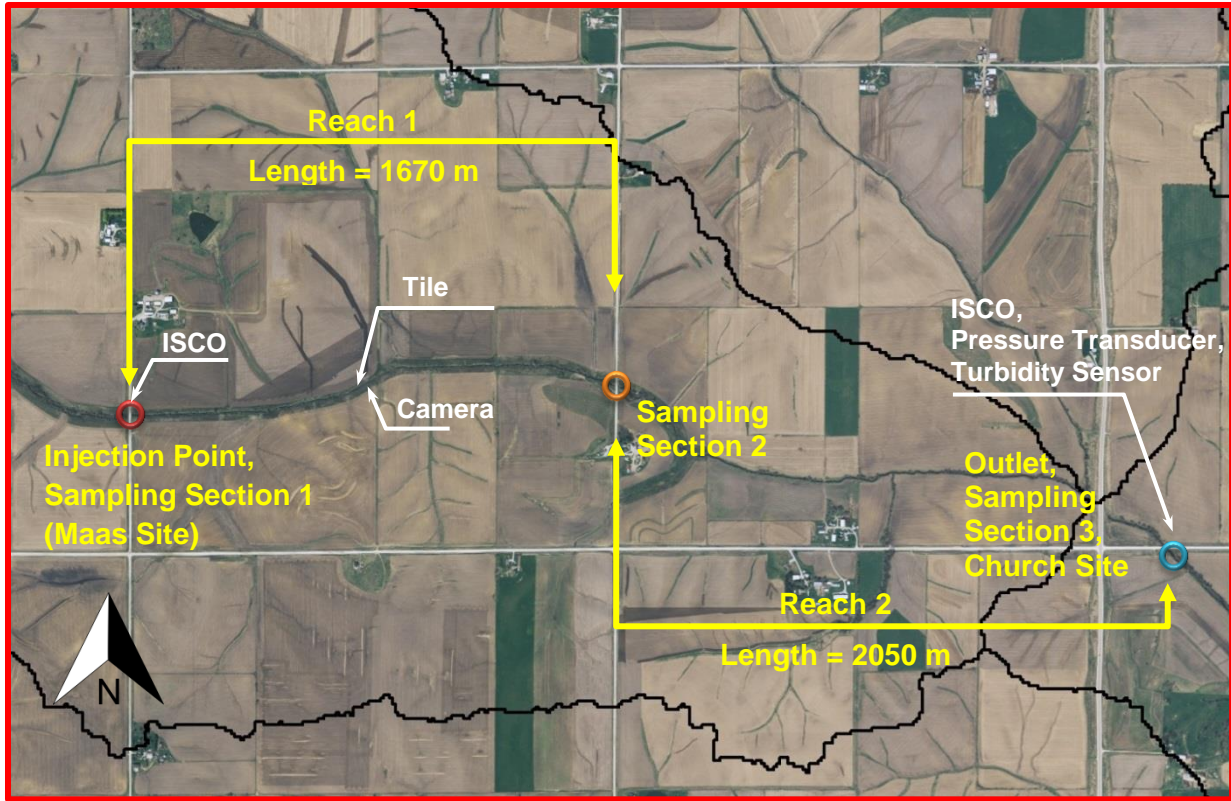 Reach 1
Length = 1670 m
Tile
ISCO
Camera
ISCO,
Pressure Transducer,
Turbidity Sensor
Injection Point,
Sampling Section 1
(Maas Site)
Sampling
Section 2
Outlet,
Sampling
Section 3,
Church Site
Reach 2
Length = 2050 m
N